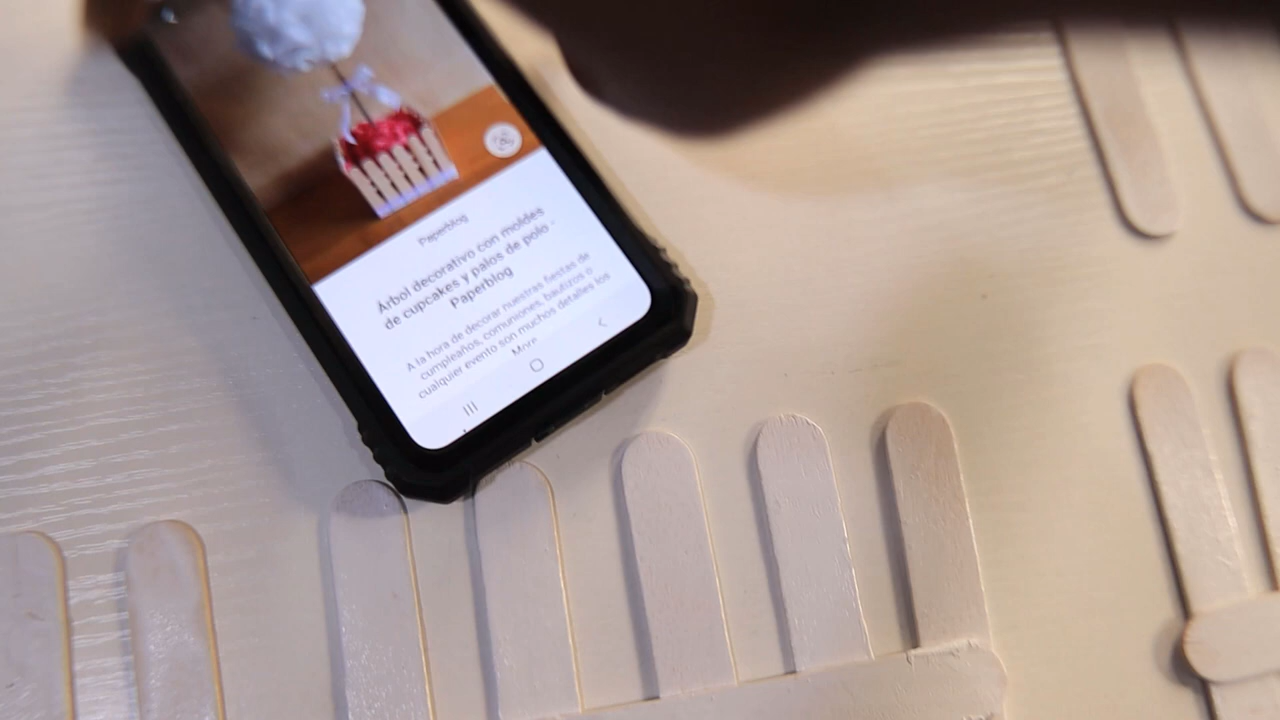 Paperblog
Árbol decorativo con moldes
de cupcakes y palos de polo -
Paperblog
A la hora de decorar nuestras fiestas de
cumpleaños, comuniones, bautizos o
cualquier evento son muchos detalles los
More